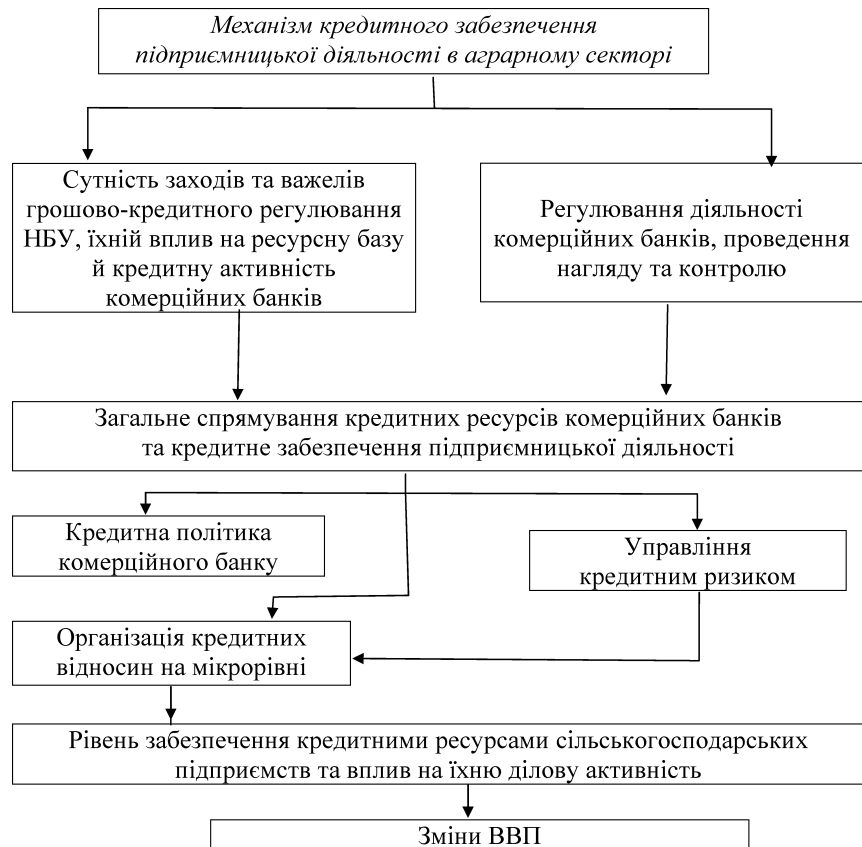 Механізм кредитного забезпечення
підприємницької діяльності в аграрному секторі
Сутність заходів та важелів
грошово-кредитного регулювання
НБУ, їхній вплив на ресурсну базу
й кредитну активність
комерційних банків
Регулювання діяльності
комерційних банків, проведення
нагляду та контролю
Загальне спрямування кредитних ресурсів комерційних банків
та кредитне забезпечення підприємницької діяльності
Кредитна політика
комерційного банку
Управління
кредитним ризиком
Організація кредитних
відносин на мікрорівні
Рівень забезпечення кредитними ресурсами сільськогосподарських
підприємств та вплив на їхню ділову активність
Зміни ВВП